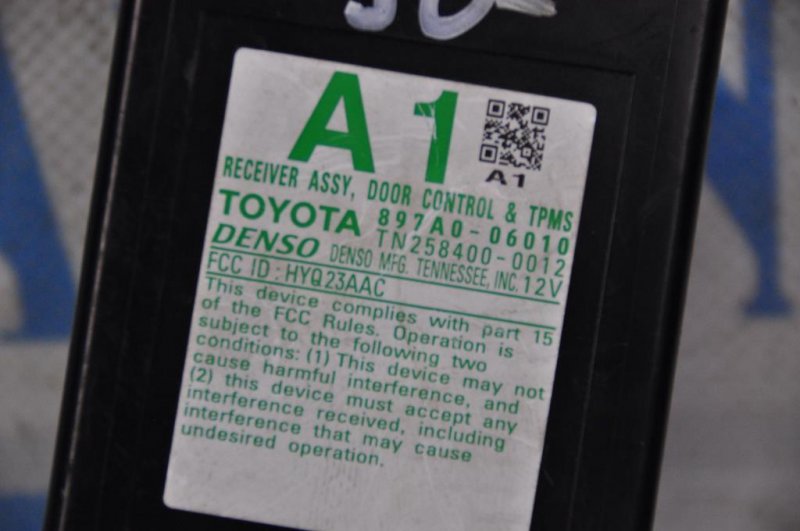 A 1
A1
RECEIVER ASSY, DOOR CONTROL & TPMS
TOYOTA 897A0-06010
TN258400-0012
DENSO DENSO MFG. TENNESSEE, INC. 12V
FCC ID : HYQ23AAC
This device complies with part 15
of the FCC Rules. Operation is
subject to the following two
conditions: (1) This device may not
cause harmful interference, and
(2) this device must accept any
interference received, including
interference that may cause
undesired operation.